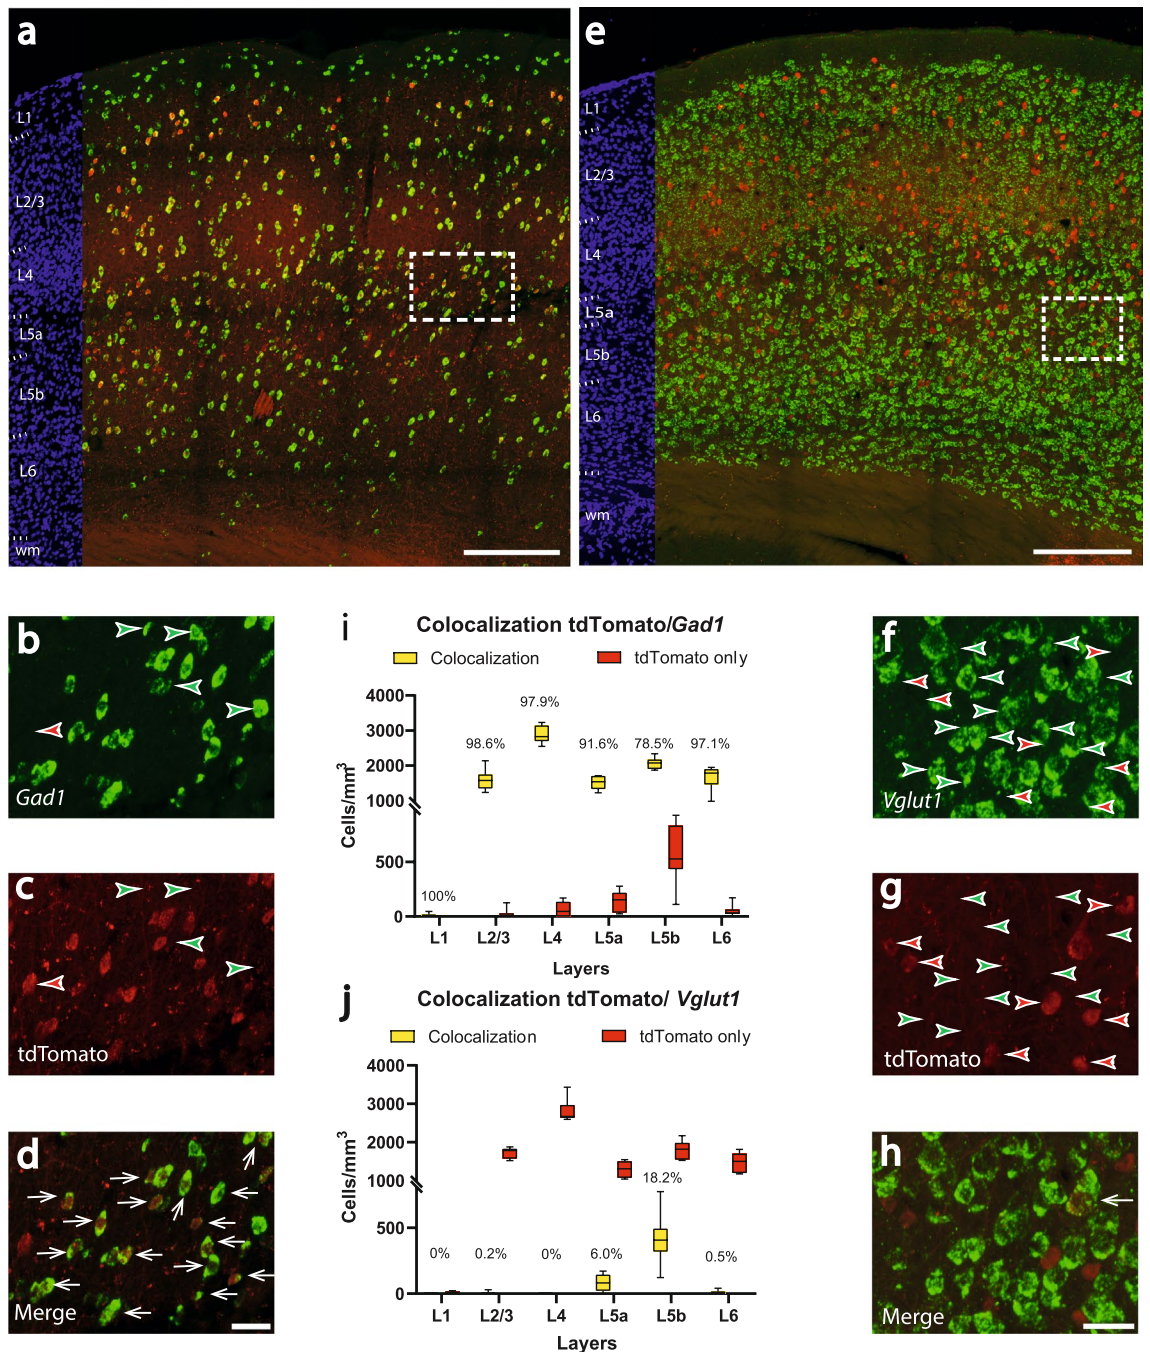 a
L1
L2/3
L4
L5a
L5b
L6
wm
e
L1
L2/3
L4
L5a
L5b
L6
wm
b
Gad1
c
tdTomato
d
Merge
i
Colocalization tdTomato/Gad1
Colocalization
tdTomato only
4000
3000
2000
1000
500
0
Cells/mm³
100%
98.6%
97.9%
91.6%
78.5%
97.1%
L1 L2/3 L4 L5a L5b L6
Layers
j
Colocalization tdTomato/ Vglut1
Colocalization
tdTomato only
4000
3000
2000
1000
500
0
Cells/mm³
0%
0.2%
0%
6.0%
18.2%
0.5%
L1 L2/3 L4 L5a L5b L6
Layers
f
Vglut1
g
tdTomato
h
Merge